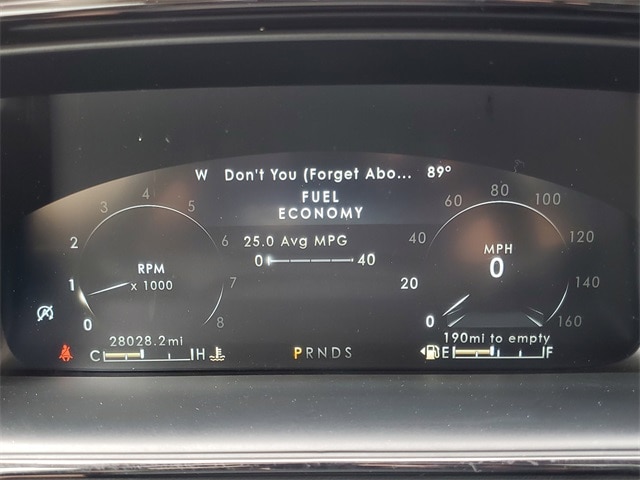 W Don't You (Forget Abo... 89°
FUEL
ECONOMY
25.0 Avg MPG
0 40
0 1 2 3 4 5 6 7 8
RPM
x 1000
0 20 40 60 80 100 120 140 160
MPH
0
28028.2mi
C H
PRNDS
190mi to empty
E F